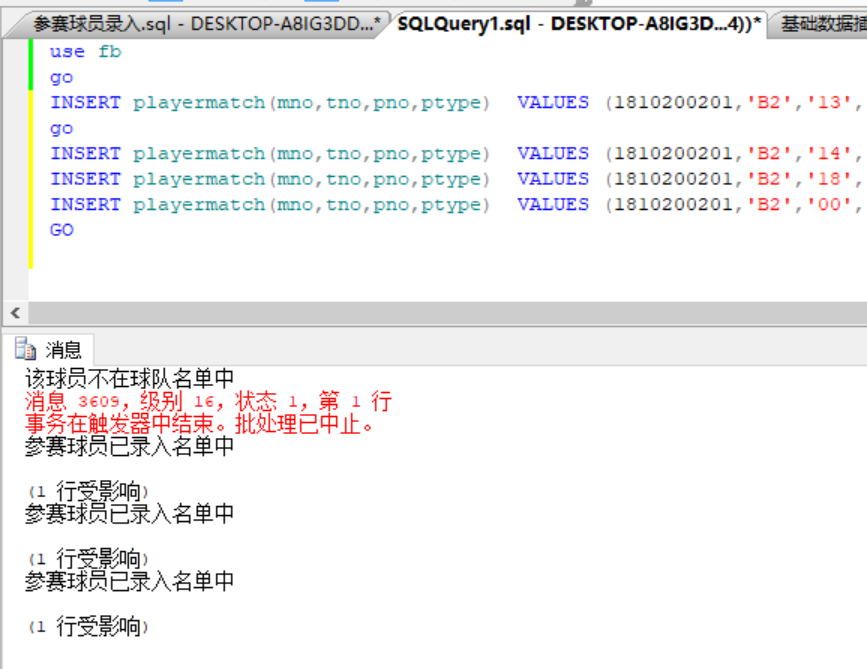 参赛球员录入.sql - DESKTOP-A8IG3DD...* SQLQuery1.sql - DESKTOP-A8IG3D...4))* 基础数据插
use fb
go
INSERT playermatch(mno,tno,pno,ptype) VALUES (1810200201,'B2','13',
go
INSERT playermatch(mno,tno,pno,ptype) VALUES (1810200201,'B2','14',
INSERT playermatch(mno,tno,pno,ptype) VALUES (1810200201,'B2','18',
INSERT playermatch(mno,tno,pno,ptype) VALUES (1810200201,'B2','00',
GO
消息
该球员不在球队名单中
消息 3609，级别 16，状态 1，第 1 行
事务在触发器中结束。批处理已中止。
参赛球员已录入名单中
(1 行受影响)
参赛球员已录入名单中
(1 行受影响)
参赛球员已录入名单中
(1 行受影响)